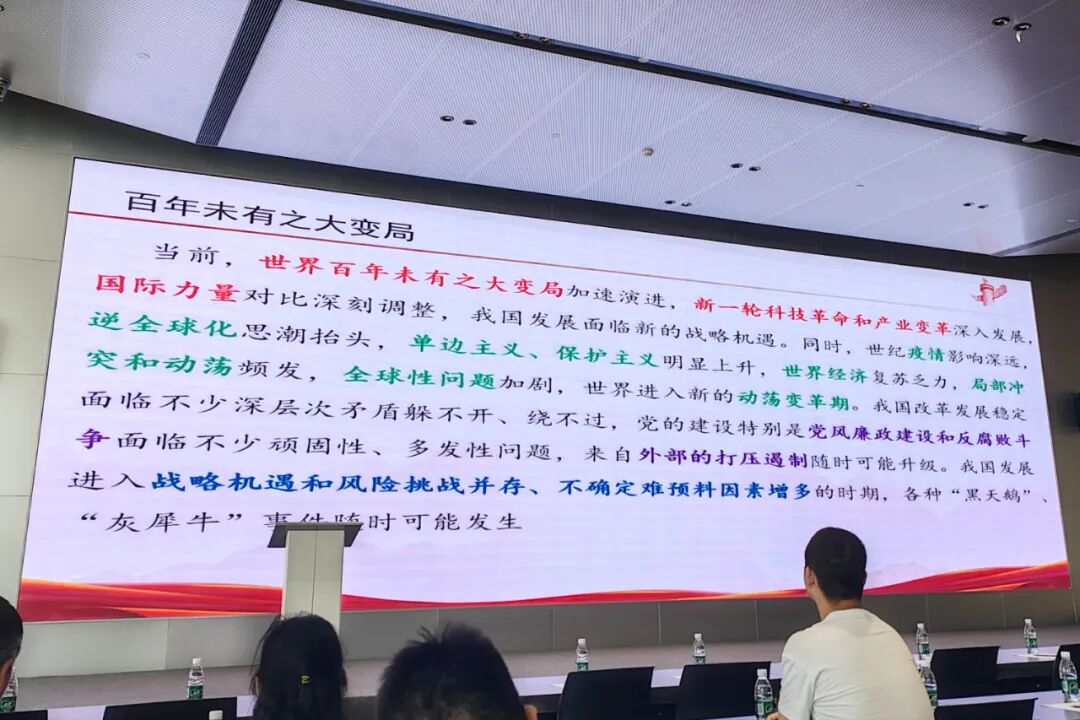 百年未有之大变局
当前，世界百年未有之大变局加速演进，新一轮科技革命和产业变革深入发展，
国际力量对比深刻调整，我国发展面临新的战略机遇。同时，世纪疫情影响深远，
逆全球化思潮抬头，单边主义、保护主义明显上升，世界经济复苏乏力，局部冲
突和动荡频发，全球性问题加剧，世界进入新的动荡变革期。我国改革发展稳定
面临不少深层次矛盾躲不开、绕不过，党的建设特别是党风廉政建设和反腐败斗
争面临不少顽固性、多发性问题，来自外部的打压遏制随时可能升级。我国发展
进入战略机遇和风险挑战并存、不确定难预料因素增多的时期，各种“黑天鹅”、
“灰犀牛”事件随时可能发生